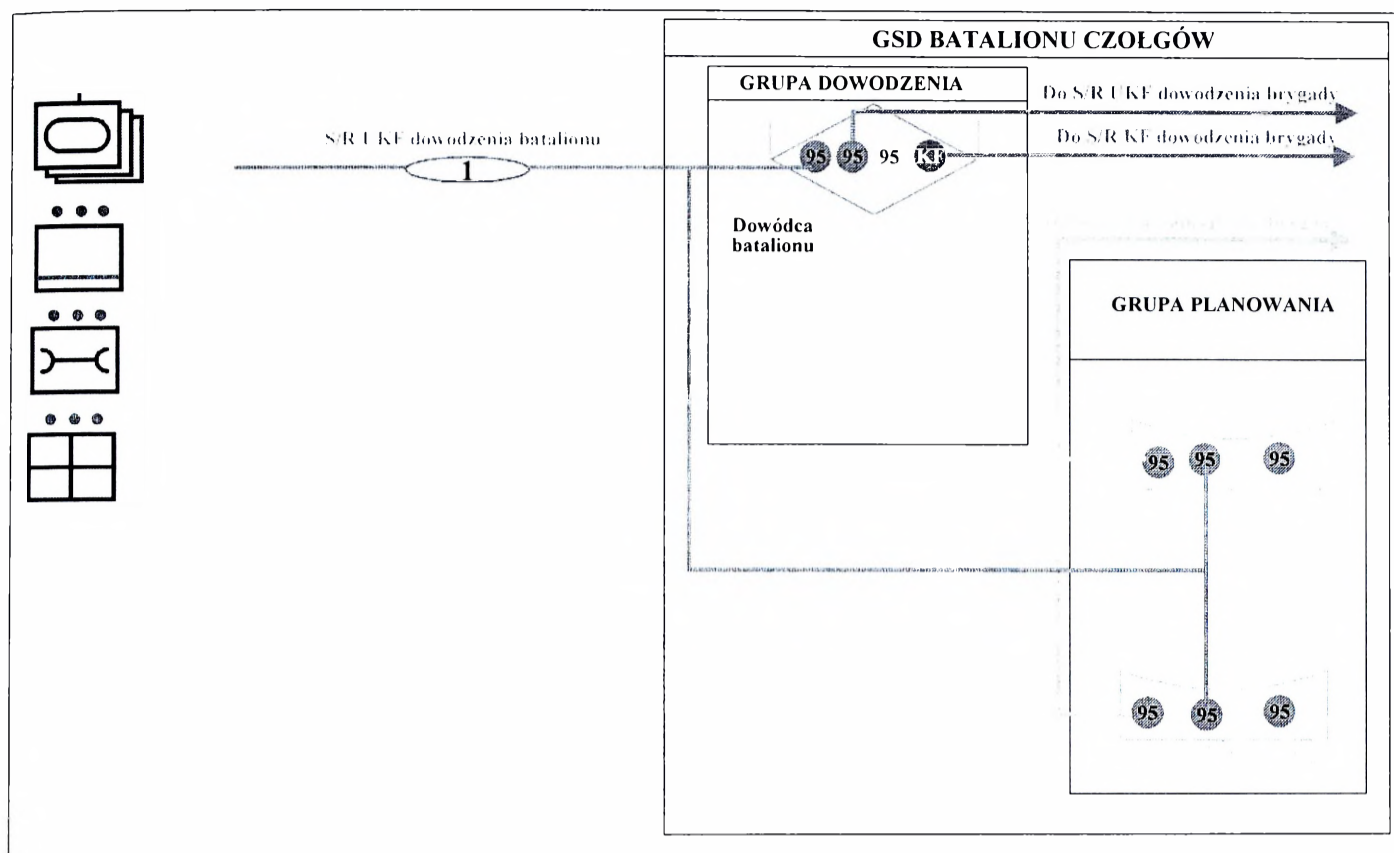 GSD BATALIONU CZOŁGÓW
GRUPA DOWODZENIA
Do S/R UKF dowodzenia brygady
Do S/R KF dowodzenia brygady
S/R UKF dowodzenia batalionu
1
95 95 95 KF
Dowódca
batalionu
GRUPA PLANOWANIA
95 95 95
95 95 95